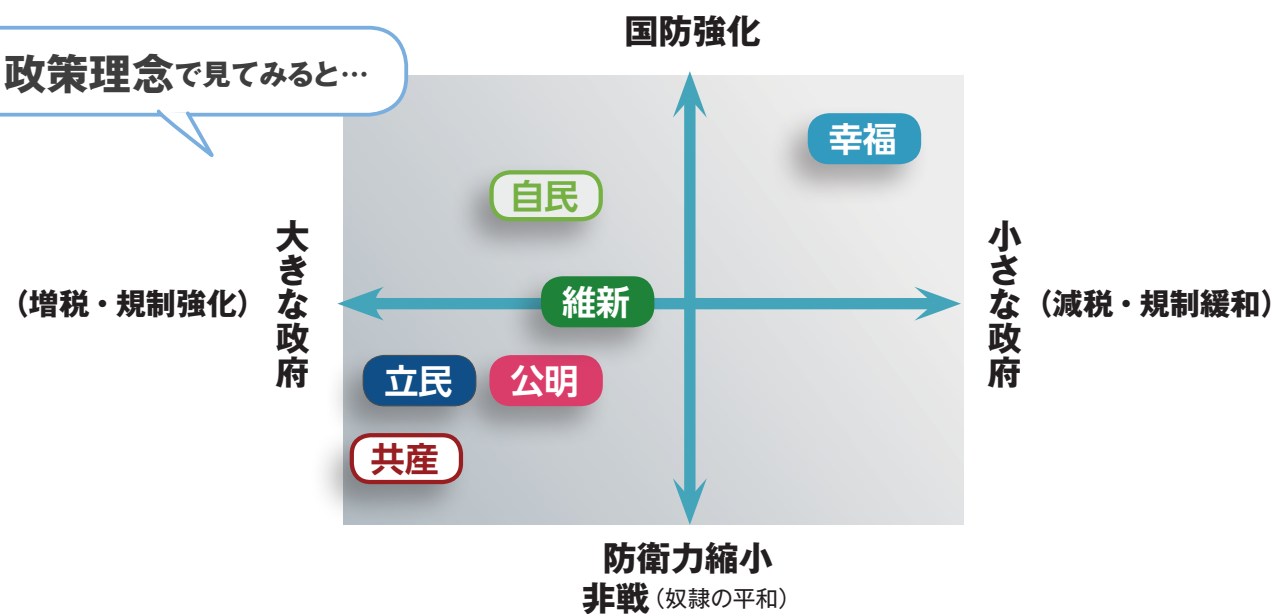 国防強化
政策理念で見てみると…
幸福
自民
大きな政府
(増税・規制強化)
維新
小さな政府
(減税・規制緩和)
立民
公明
共産
防衛力縮小
非戦(奴隷の平和)